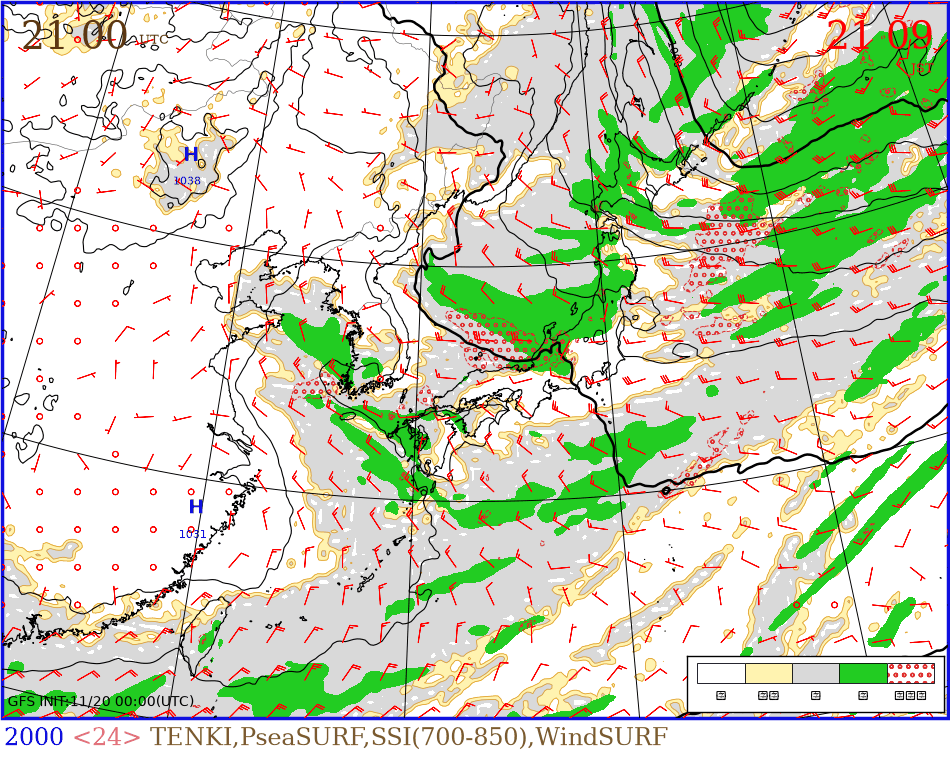 21 00 UTC
21 09
JST
H
D
1038
H
1031
GFS INIT:11/20 00:00(UTC)
2000 <24> TENKI,PseaSURF,SSI(700-850),WindSURF